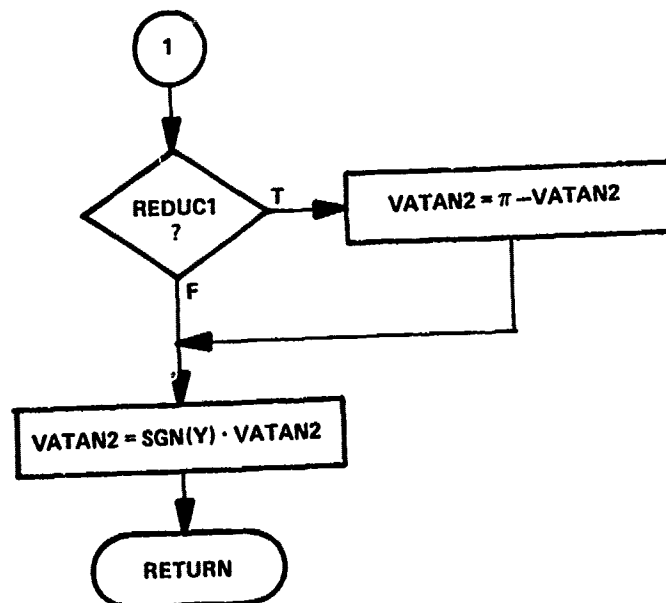 1
REDUC1
?
T
VATAN2 = π – VATAN2
F
VATAN2 = SGN(Y) · VATAN2
RETURN